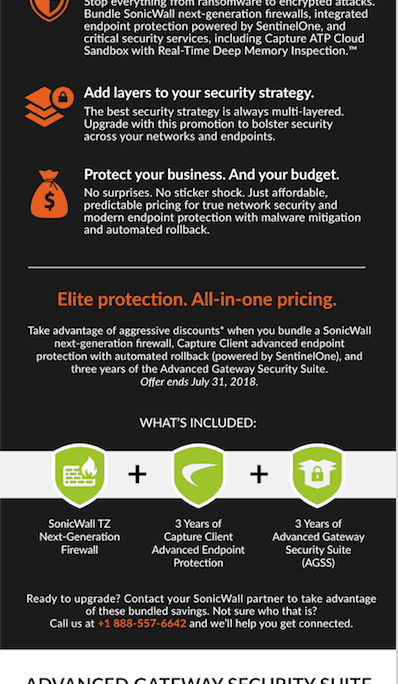 Stop everything from ransomware to encrypted attacks.
Bundle SonicWall next-generation firewalls, integrated
endpoint protection powered by SentinelOne, and
critical security services, including Capture ATP Cloud
Sandbox with Real-Time Deep Memory Inspection.™
Add layers to your security strategy.
The best security strategy is always multi-layered.
Upgrade with this promotion to bolster security
across your networks and endpoints.
Protect your business. And your budget.
No surprises. No sticker shock. Just affordable,
predictable pricing for true network security and
modern endpoint protection with malware mitigation
and automated rollback.
$
Elite protection. All-in-one pricing.
Take advantage of aggressive discounts* when you bundle a SonicWall
next-generation firewall, Capture Client advanced endpoint
protection with automated rollback (powered by SentinelOne), and
three years of the Advanced Gateway Security Suite.
Offer ends July 31, 2018.
WHAT'S INCLUDED:
+ +
SonicWall TZ
Next-Generation
Firewall
3 Years of
Capture Client
Advanced Endpoint
Protection
3 Years of
Advanced Gateway
Security Suite
(AGSS)
Ready to upgrade? Contact your SonicWall partner to take advantage
of these bundled savings. Not sure who that is?
Call us at +1 888-557-6642 and we'll help you get connected.
ADVANCED GATEWAY SECURITY SUITE